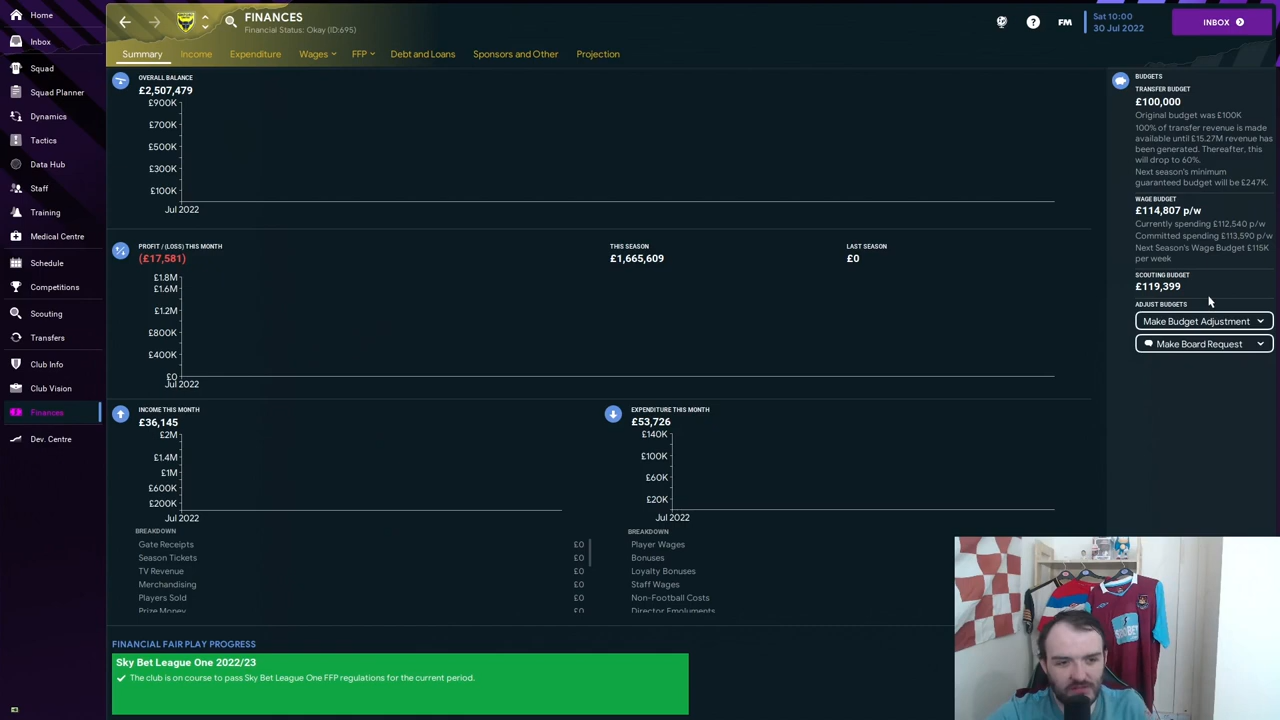 Home
Inbox
Squad
Squad Planner
Dynamics
Tactics
Data Hub
Staff
Training
Medical Centre
Schedule
Competitions
Scouting
Transfers
Club Info
Club Vision
Finances
Dev. Centre
FINANCES
Financial Status: Okay (ID:695)
FM
Sat 10:00
30 Jul 2022
INBOX
Summary
Income
Expenditure
Wages
FFP
Debt and Loans
Sponsors and Other
Projection
OVERALL BALANCE
£2,507,479
£900K
£700K
£500K
£300K
£100K
Jul 2022
PROFIT / (LOSS) THIS MONTH
(£17,581)
THIS SEASON
£1,665,609
LAST SEASON
£0
£1.8M
£1.6M
£1.2M
£800K
£400K
£0
Jul 2022
INCOME THIS MONTH
£36,145
£2M
£1.4M
£1M
£600K
£200K
Jul 2022
BREAKDOWN
Gate Receipts £0
Season Tickets £0
TV Revenue £0
Merchandising £0
Players Sold £0
Prize Money £0
EXPENDITURE THIS MONTH
£53,726
£140K
£100K
£60K
£20K
Jul 2022
BREAKDOWN
Player Wages
Bonuses
Loyalty Bonuses
Staff Wages
Non-Football Costs
Director Emoluments
BUDGETS
TRANSFER BUDGET
£100,000
Original budget was £100K
100% of transfer revenue is made
available until £15.27M revenue has
been generated. Thereafter, this
will drop to 60%.
Next season's minimum
guaranteed budget will be £247K.
WAGE BUDGET
£114,807 p/w
Currently spending £112,540 p/w
Committed spending £113,590 p/w
Next Season's Wage Budget £115K
per week
SCOUTING BUDGET
£119,399
ADJUST BUDGETS
Make Budget Adjustment
Make Board Request
FINANCIAL FAIR PLAY PROGRESS
Sky Bet League One 2022/23
The club is on course to pass Sky Bet League One FFP regulations for the current period.